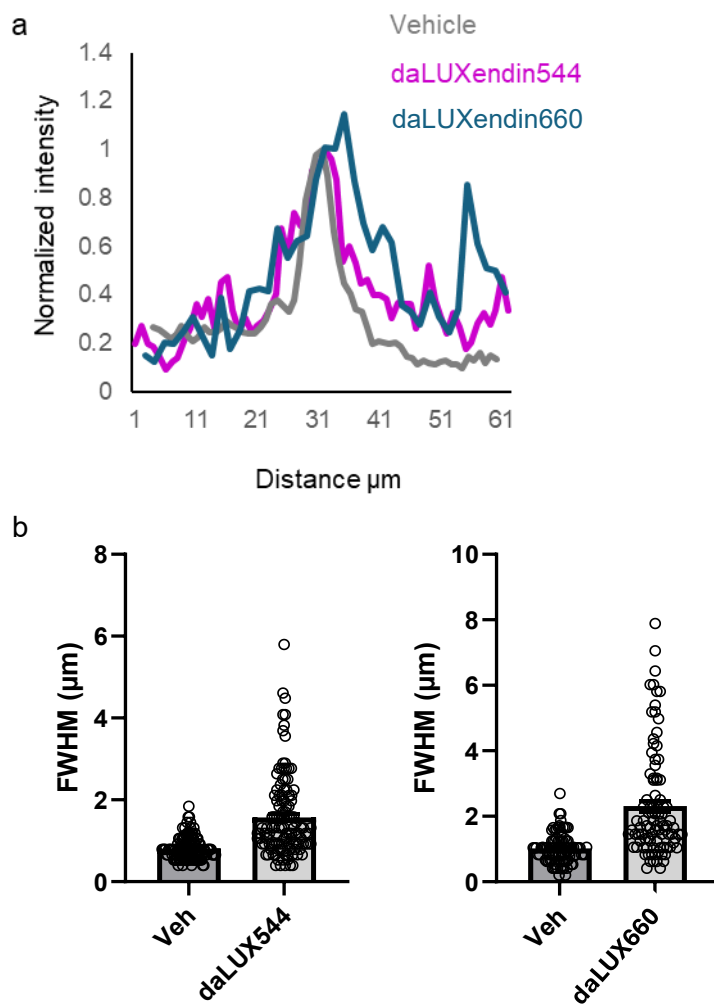 a
Vehicle
daLUXendin544
daLUXendin660
Normalized intensity
1.4
1.2
1
0.8
0.6
0.4
0.2
0
1 11 21 31 41 51 61
Distance µm
b
FWHM (µm)
8
6
4
2
0
Veh
daLUX544
FWHM (µm)
10
8
6
4
2
0
Veh
daLUX660